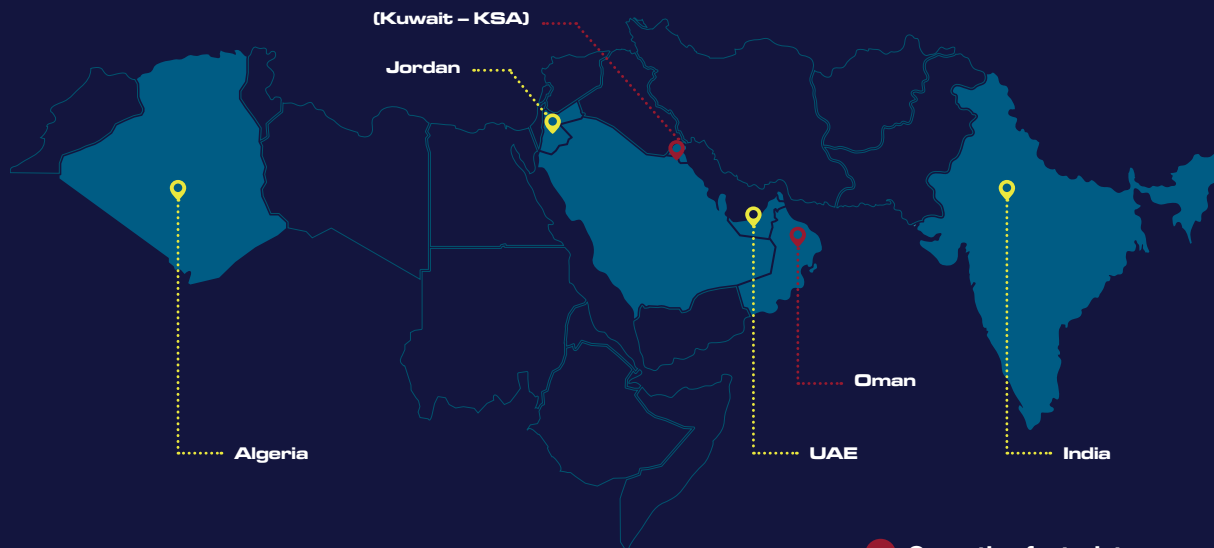 (Kuwait – KSA)
Jordan
Oman
Algeria
UAE
India